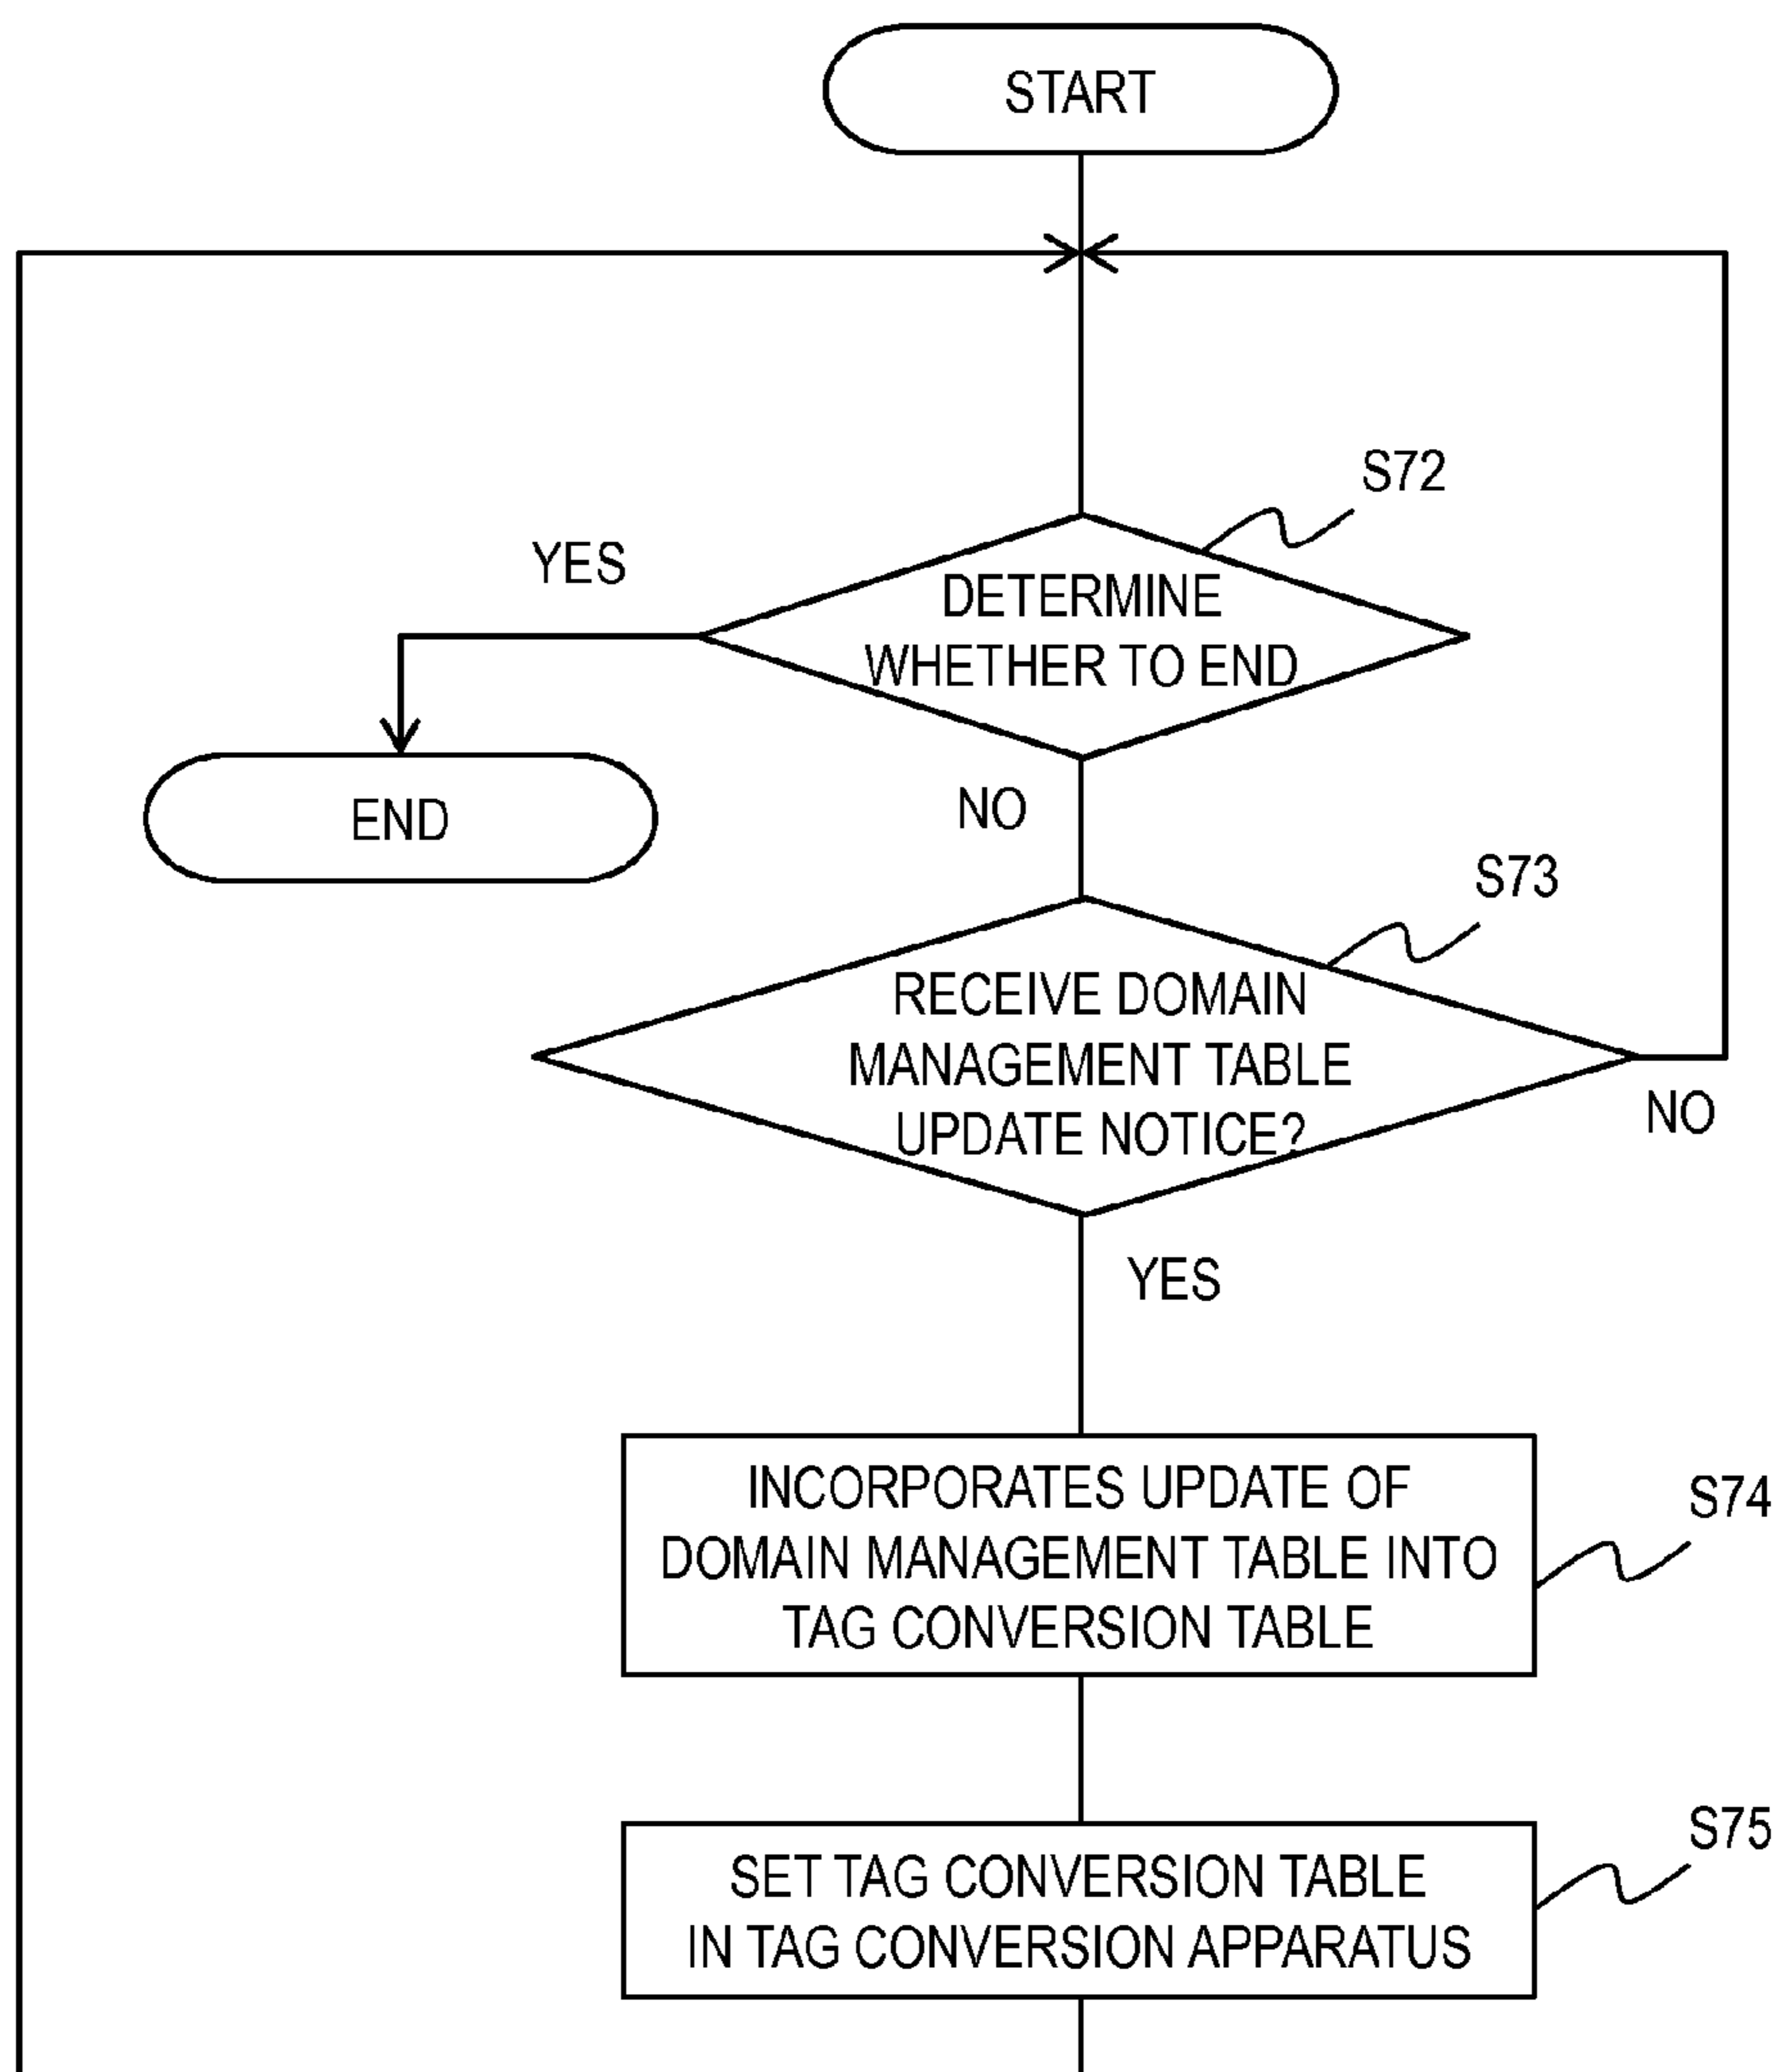 START
S72
YES
DETERMINE
WHETHER TO END
END
NO
S73
RECEIVE DOMAIN
MANAGEMENT TABLE
UPDATE NOTICE?
NO
YES
INCORPORATES UPDATE OF
DOMAIN MANAGEMENT TABLE INTO
TAG CONVERSION TABLE
S74
SET TAG CONVERSION TABLE
IN TAG CONVERSION APPARATUS
S75